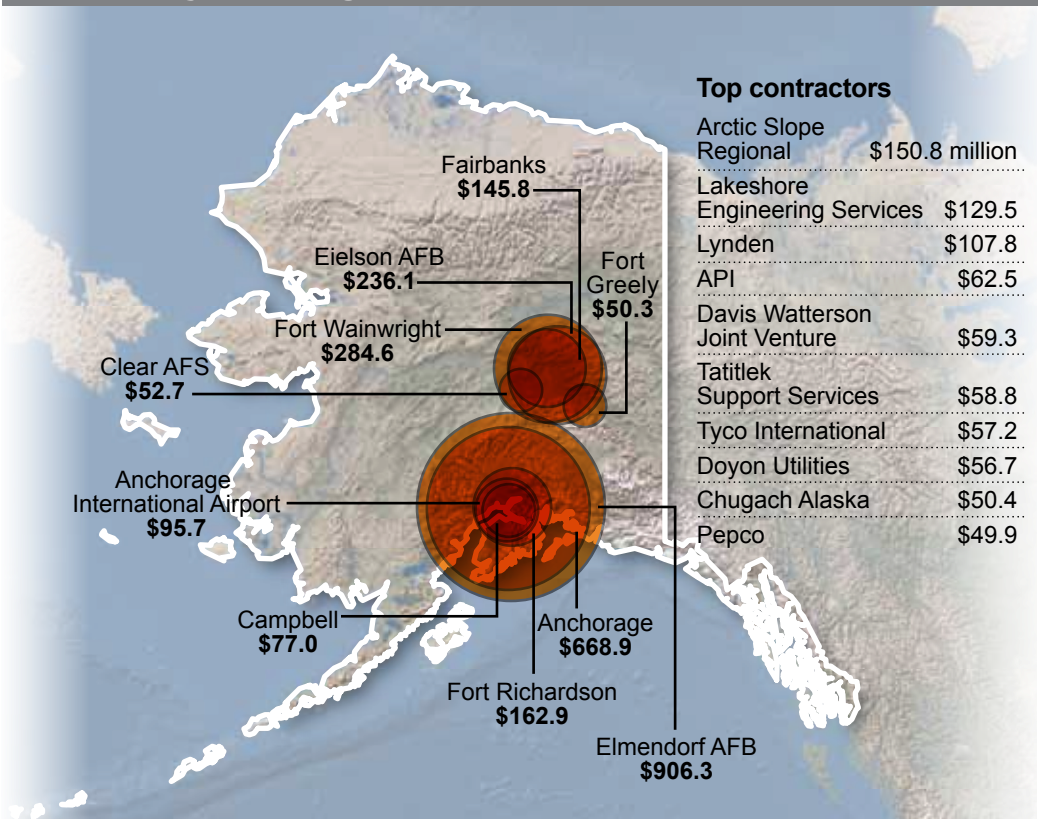 Fairbanks
$145.8
Eielson AFB
$236.1
Fort
Greely
$50.3
Fort Wainwright
$284.6
Clear AFS
$52.7
Anchorage
International Airport
$95.7
Campbell
$77.0
Anchorage
$668.9
Fort Richardson
$162.9
Elmendorf AFB
$906.3
Top contractors
Arctic Slope
Regional $150.8 million
Lakeshore
Engineering Services $129.5
Lynden $107.8
API $62.5
Davis Watterson
Joint Venture $59.3
Tatitlek
Support Services $58.8
Tyco International $57.2
Doyon Utilities $56.7
Chugach Alaska $50.4
Pepco $49.9